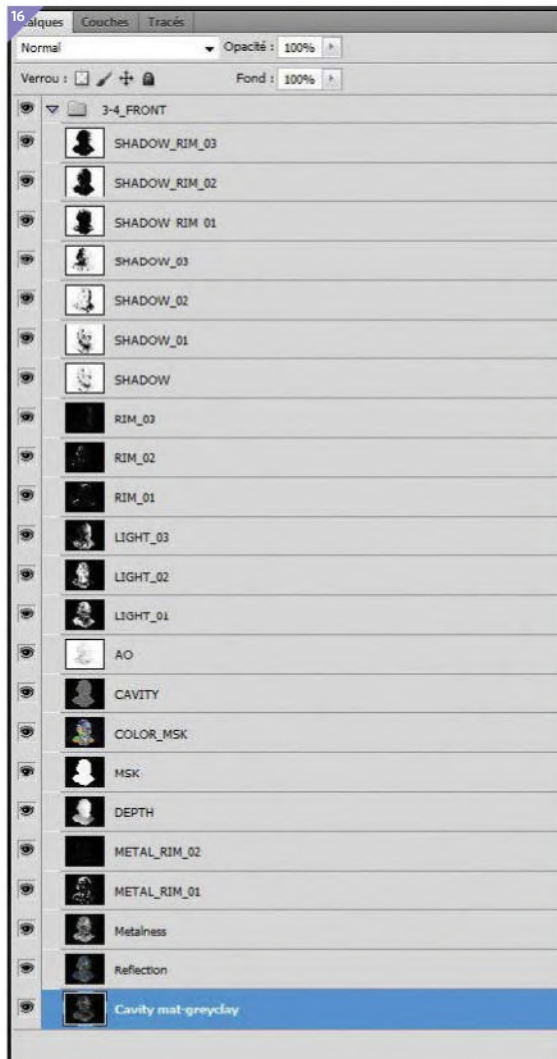 16
alques Couches Tracés
Normal Opacité : 100%
Verrou : Fond : 100%
3-4_FRONT
SHADOW_RIM_03
SHADOW_RIM_02
SHADOW RIM 01
SHADOW_03
SHADOW_02
SHADOW_01
SHADOW
RIM_03
RIM_02
RIM_01
LIGHT_03
LIGHT_02
LIGHT_01
AO
CAVITY
COLOR_MSK
MSK
DEPTH
METAL_RIM_02
METAL_RIM_01
Metalness
Reflection
Cavity mat-greyclay